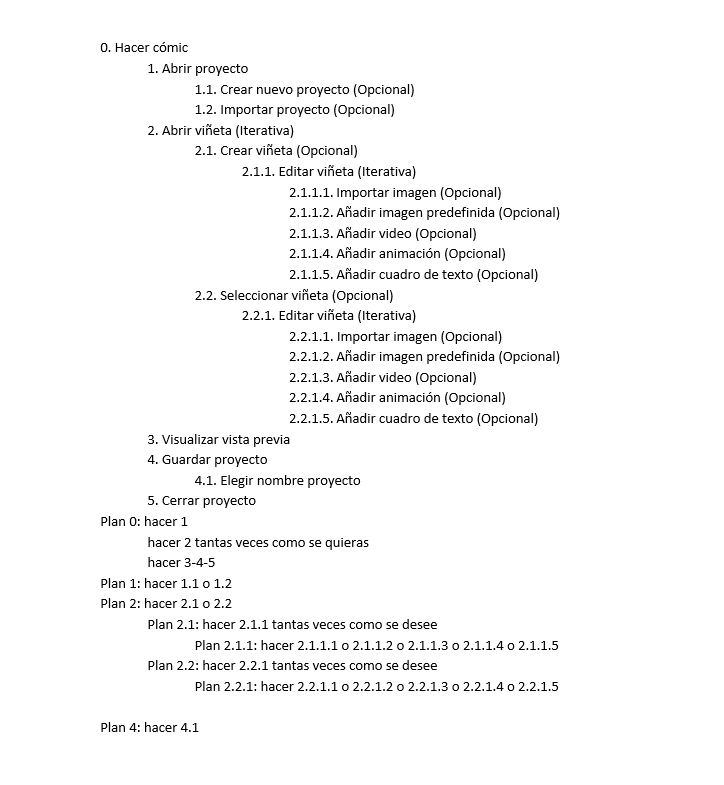 0. Hacer cómic
1. Abrir proyecto
1.1. Crear nuevo proyecto (Opcional)
1.2. Importar proyecto (Opcional)
2. Abrir viñeta (Iterativa)
2.1. Crear viñeta (Opcional)
2.1.1. Editar viñeta (Iterativa)
2.1.1.1. Importar imagen (Opcional)
2.1.1.2. Añadir imagen predefinida (Opcional)
2.1.1.3. Añadir video (Opcional)
2.1.1.4. Añadir animación (Opcional)
2.1.1.5. Añadir cuadro de texto (Opcional)
2.2. Seleccionar viñeta (Opcional)
2.2.1. Editar viñeta (Iterativa)
2.2.1.1. Importar imagen (Opcional)
2.2.1.2. Añadir imagen predefinida (Opcional)
2.2.1.3. Añadir video (Opcional)
2.2.1.4. Añadir animación (Opcional)
2.2.1.5. Añadir cuadro de texto (Opcional)
3. Visualizar vista previa
4. Guardar proyecto
4.1. Elegir nombre proyecto
5. Cerrar proyecto
Plan 0: hacer 1
hacer 2 tantas veces como se quieras
hacer 3-4-5
Plan 1: hacer 1.1 o 1.2
Plan 2: hacer 2.1 o 2.2
Plan 2.1: hacer 2.1.1 tantas veces como se desee
Plan 2.1.1: hacer 2.1.1.1 o 2.1.1.2 o 2.1.1.3 o 2.1.1.4 o 2.1.1.5
Plan 2.2: hacer 2.2.1 tantas veces como se desee
Plan 2.2.1: hacer 2.2.1.1 o 2.2.1.2 o 2.2.1.3 o 2.2.1.4 o 2.2.1.5
Plan 4: hacer 4.1